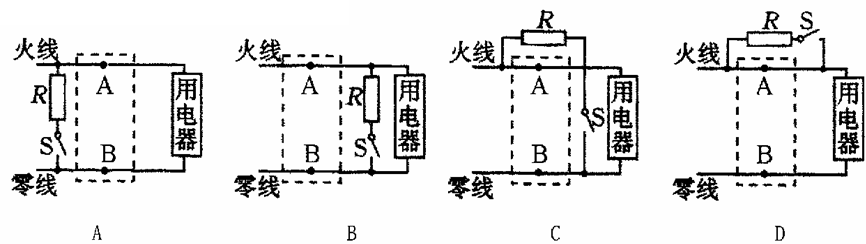 火线 A R S B 零线 用电器
火线 A R S B 零线 用电器
R 火线 A S B 零线 用电器
R S 火线 A B 零线 用电器
A B C D